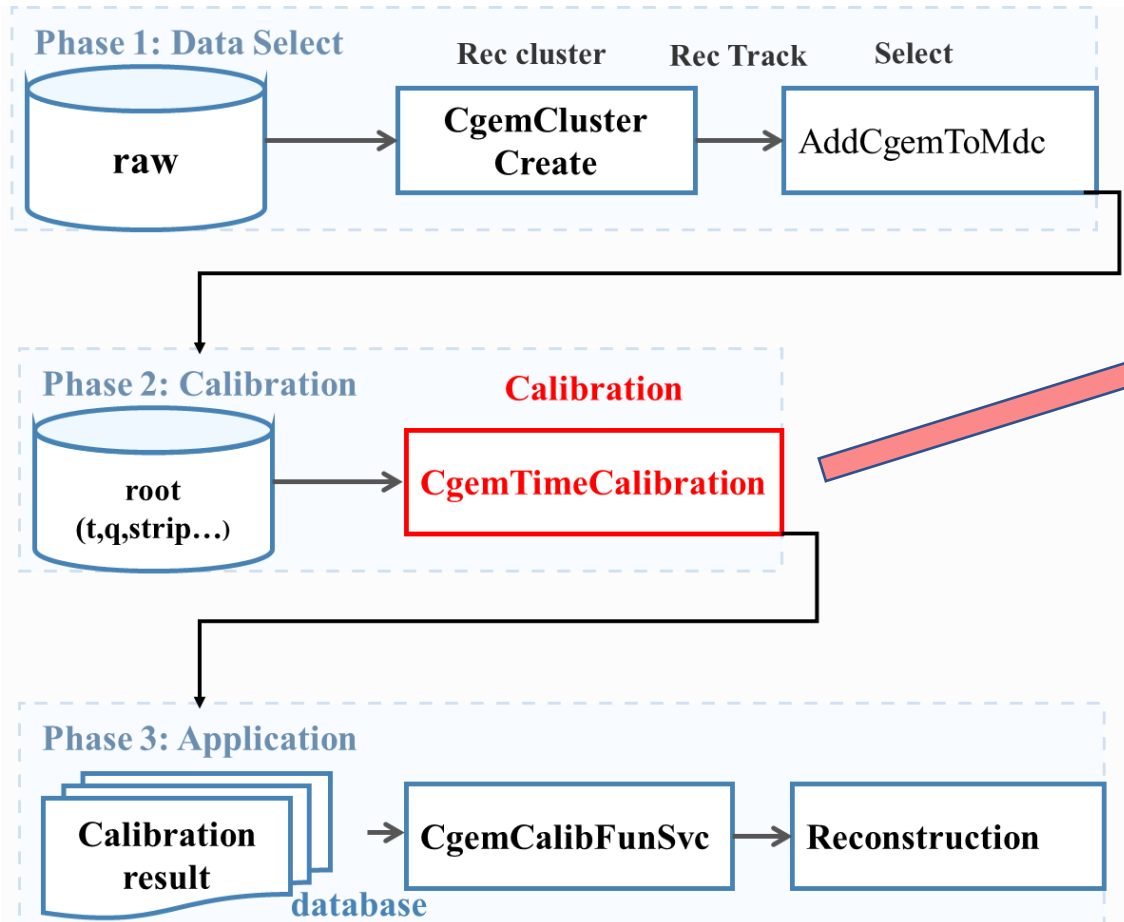 Phase 1: Data Select
Rec cluster
Rec Track
Select
raw
CgemCluster
Create
AddCgemToMdc
Phase 2: Calibration
Calibration
root
(t,q,strip…)
CgemTimeCalibration
Phase 3: Application
Calibration
result
database
CgemCalibFunSvc
Reconstruction